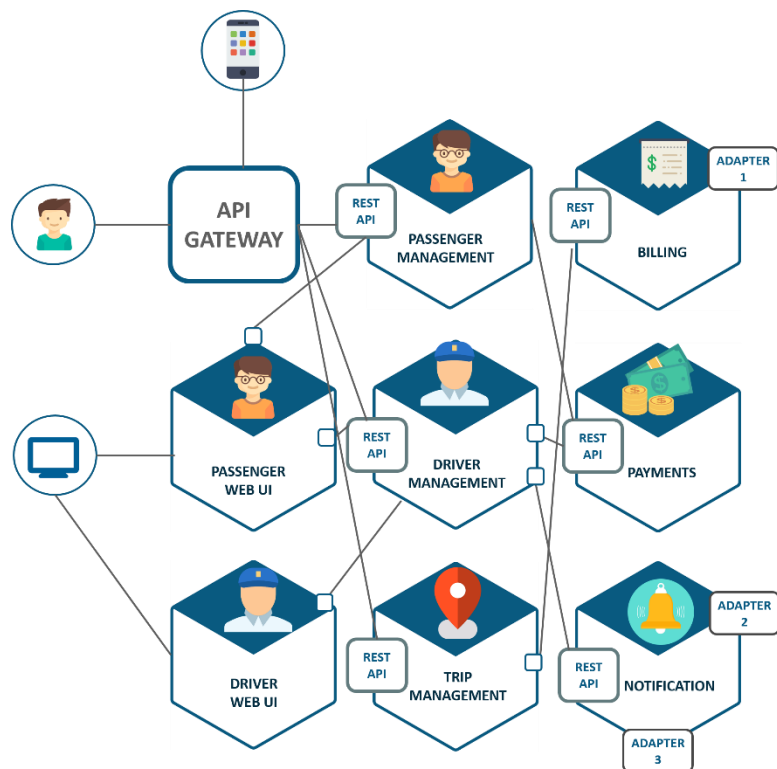 API
GATEWAY
REST
API
PASSENGER
MANAGEMENT
REST
API
BILLING
ADAPTER
1
PASSENGER
WEB UI
REST
API
DRIVER
MANAGEMENT
REST
API
PAYMENTS
DRIVER
WEB UI
REST
API
TRIP
MANAGEMENT
REST
API
NOTIFICATION
ADAPTER
2
ADAPTER
3